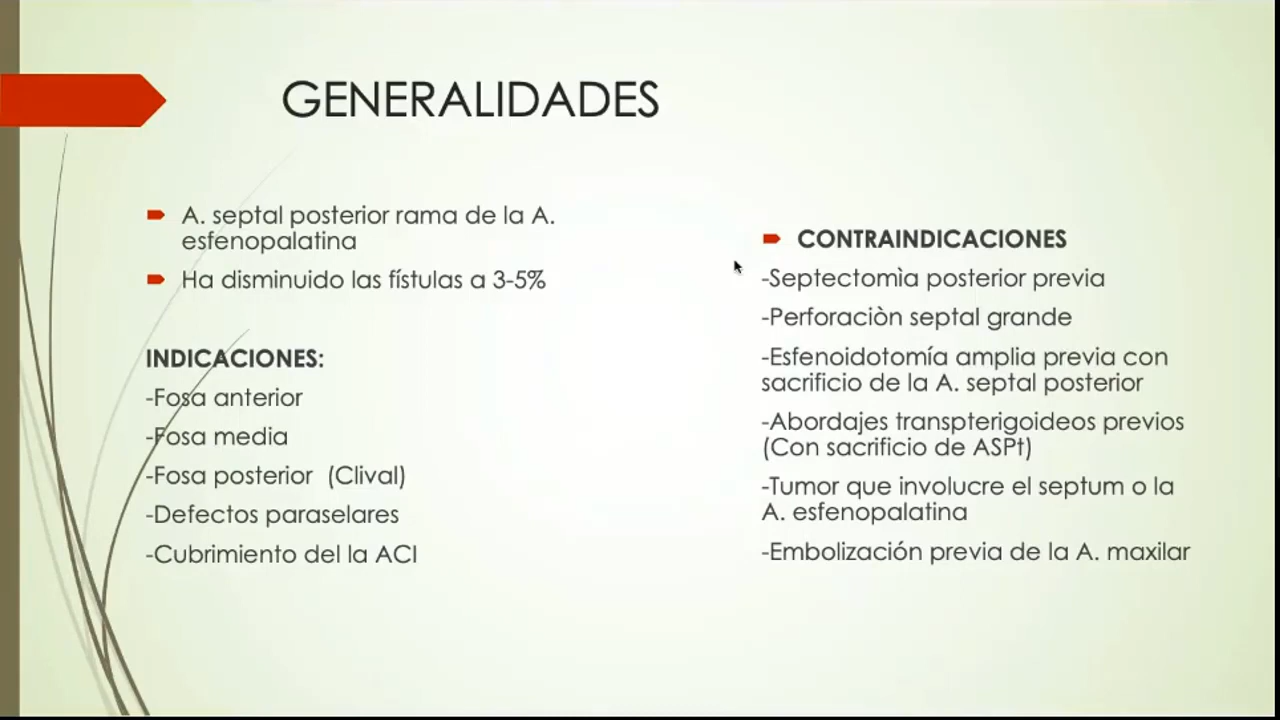 GENERALIDADES
A. septal posterior rama de la A.
esfenopalatina
Ha disminuido las fístulas a 3-5%
INDICACIONES:
-Fosa anterior
-Fosa media
-Fosa posterior (Clival)
-Defectos paraselares
-Cubrimiento del la ACI
CONTRAINDICACIONES
-Septectomìa posterior previa
-Perforaciòn septal grande
-Esfenoidotomía amplia previa con
sacrificio de la A. septal posterior
-Abordajes transpterigoideos previos
(Con sacrificio de ASPt)
-Tumor que involucre el septum o la
A. esfenopalatina
-Embolización previa de la A. maxilar